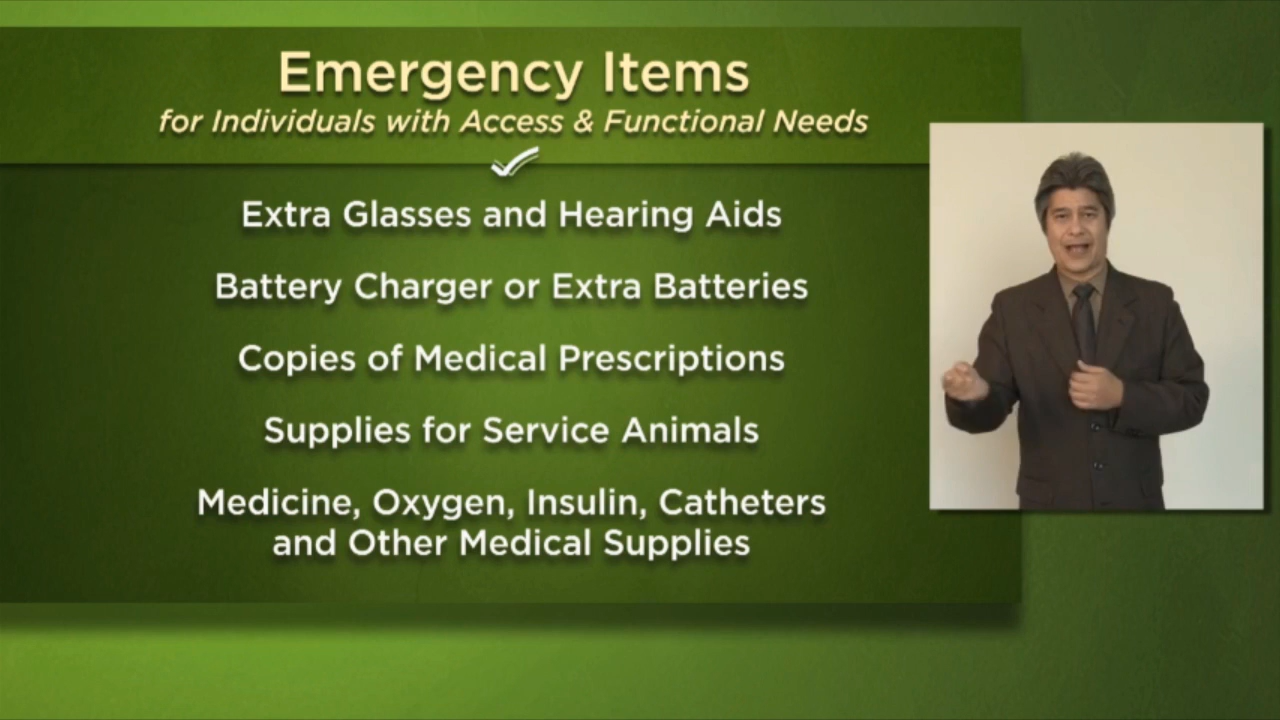 Emergency Items
for Individuals with Access & Functional Needs
Extra Glasses and Hearing Aids
Battery Charger or Extra Batteries
Copies of Medical Prescriptions
Supplies for Service Animals
Medicine, Oxygen, Insulin, Catheters
and Other Medical Supplies